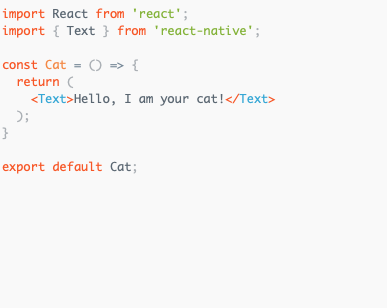 import React from 'react';
import { Text } from 'react-native';
const Cat = () => {
  return (
    <Text>Hello, I am your cat!</Text>
  );
}
export default Cat;